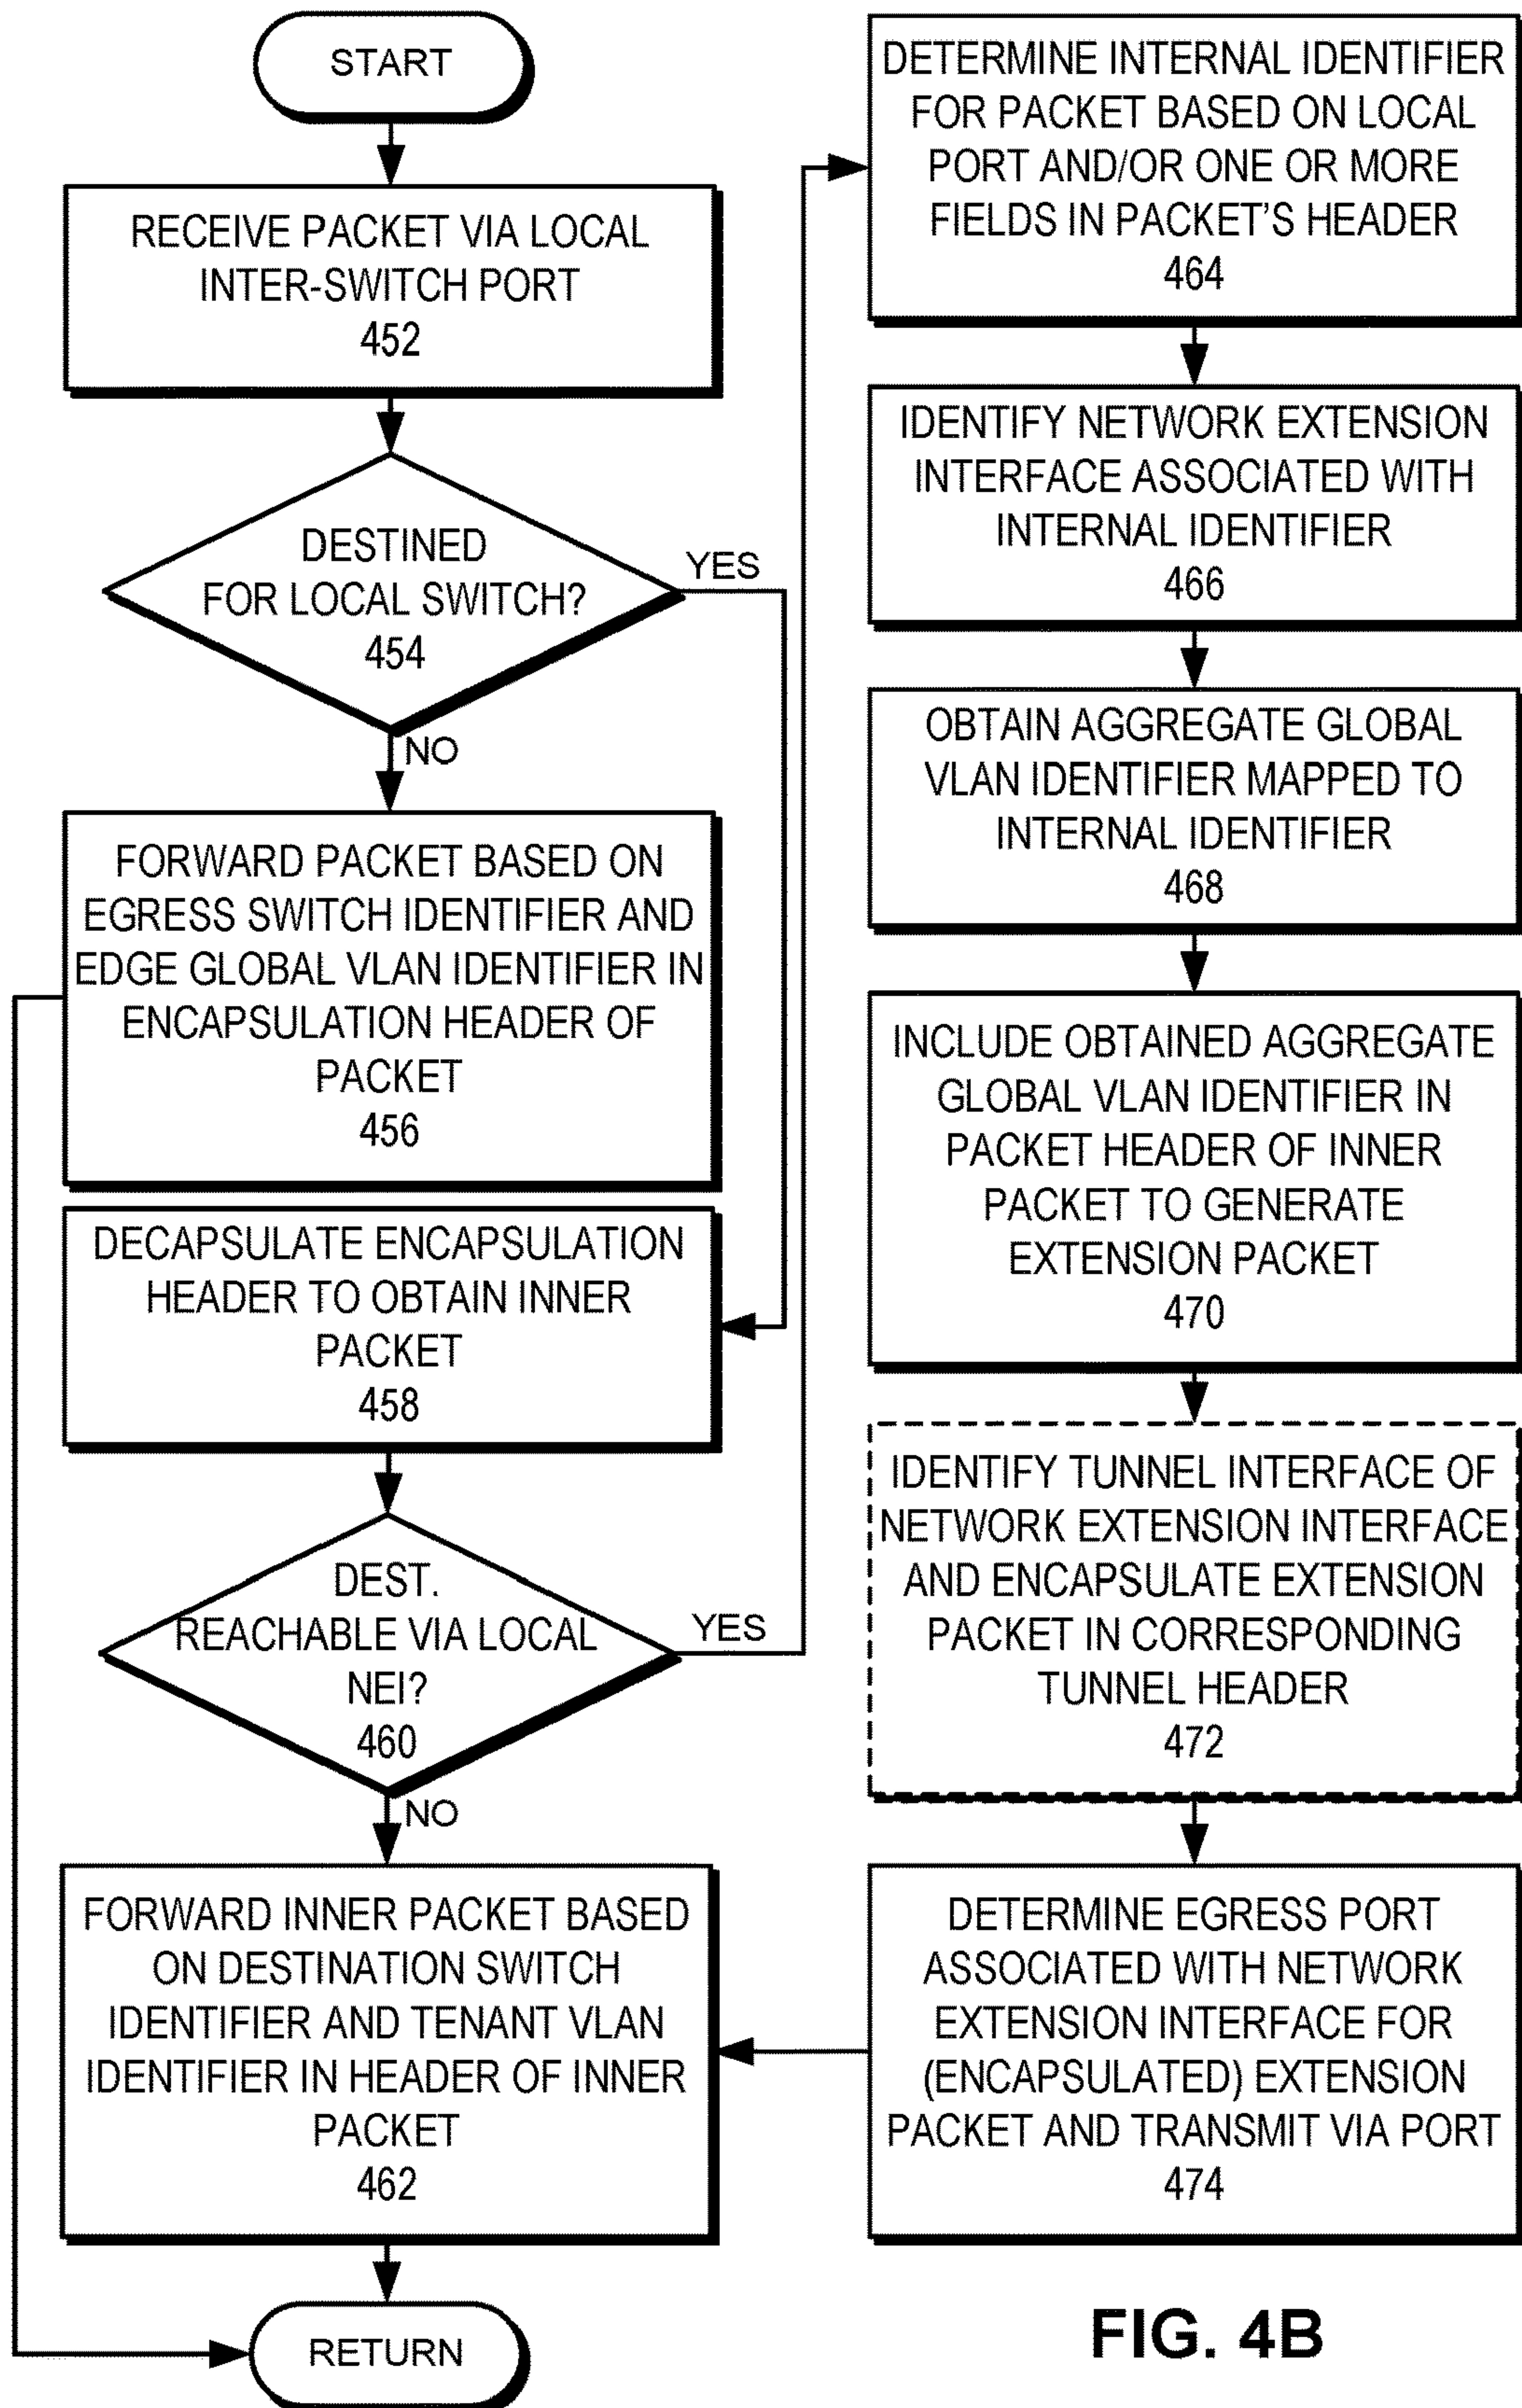 START
RECEIVE PACKET VIA LOCAL
INTER-SWITCH PORT
452
DESTINED
FOR LOCAL SWITCH?
454
YES
NO
FORWARD PACKET BASED ON
EGRESS SWITCH IDENTIFIER AND
EDGE GLOBAL VLAN IDENTIFIER IN
ENCAPSULATION HEADER OF
PACKET
456
DECAPSULATE ENCAPSULATION
HEADER TO OBTAIN INNER
PACKET
458
DEST.
REACHABLE VIA LOCAL
NEI?
460
YES
NO
FORWARD INNER PACKET BASED
ON DESTINATION SWITCH
IDENTIFIER AND TENANT VLAN
IDENTIFIER IN HEADER OF INNER
PACKET
462
RETURN
DETERMINE INTERNAL IDENTIFIER
FOR PACKET BASED ON LOCAL
PORT AND/OR ONE OR MORE
FIELDS IN PACKET'S HEADER
464
IDENTIFY NETWORK EXTENSION
INTERFACE ASSOCIATED WITH
INTERNAL IDENTIFIER
466
OBTAIN AGGREGATE GLOBAL
VLAN IDENTIFIER MAPPED TO
INTERNAL IDENTIFIER
468
INCLUDE OBTAINED AGGREGATE
GLOBAL VLAN IDENTIFIER IN
PACKET HEADER OF INNER
PACKET TO GENERATE
EXTENSION PACKET
470
IDENTIFY TUNNEL INTERFACE OF
NETWORK EXTENSION INTERFACE
AND ENCAPSULATE EXTENSION
PACKET IN CORRESPONDING
TUNNEL HEADER
472
DETERMINE EGRESS PORT
ASSOCIATED WITH NETWORK
EXTENSION INTERFACE FOR
(ENCAPSULATED) EXTENSION
PACKET AND TRANSMIT VIA PORT
474
FIG. 4B